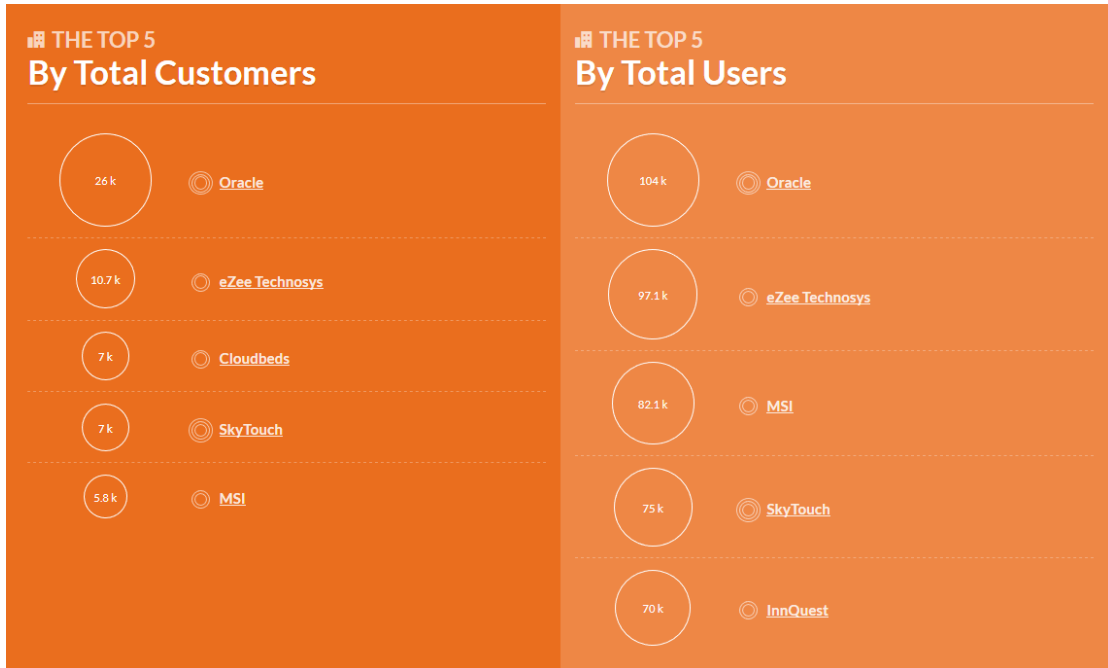 THE TOP 5
By Total Customers
26 k
Oracle
10.7 k
eZee Technosys
7 k
Cloudbeds
7 k
SkyTouch
5.8 k
MSI
THE TOP 5
By Total Users
104 k
Oracle
97.1 k
eZee Technosys
82.1 k
MSI
75 k
SkyTouch
70 k
InnQuest